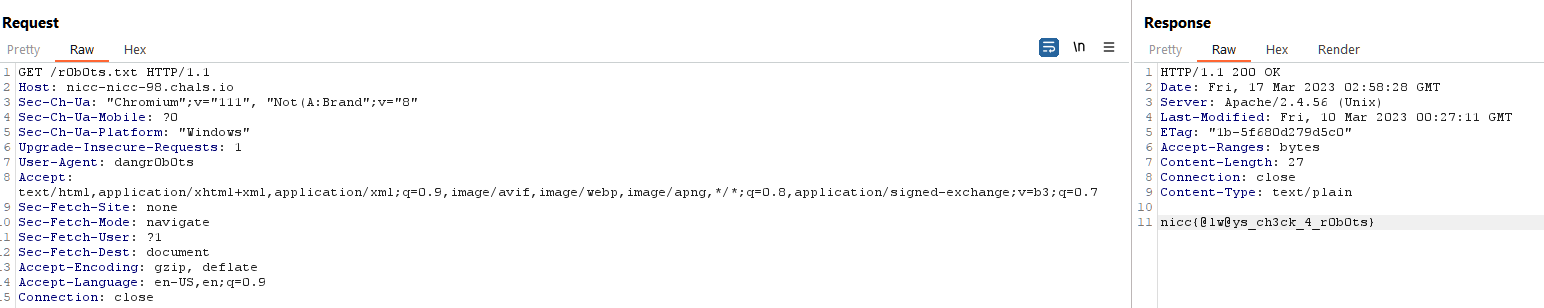 Request
Pretty Raw Hex \n
1 GET /r0b0ts.txt HTTP/1.1
2 Host: nicc-nicc-98.chals.io
3 Sec-Ch-Ua: "Chromium";v="111", "Not(A:Brand";v="8"
4 Sec-Ch-Ua-Mobile: ?0
5 Sec-Ch-Ua-Platform: "Windows"
6 Upgrade-Insecure-Requests: 1
7 User-Agent: dangr0b0ts
8 Accept:
text/html,application/xhtml+xml,application/xml;q=0.9,image/avif,image/webp,image/apng,*/*;q=0.8,application/signed-exchange;v=b3;q=0.7
9 Sec-Fetch-Site: none
10 Sec-Fetch-Mode: navigate
11 Sec-Fetch-User: ?1
12 Sec-Fetch-Dest: document
13 Accept-Encoding: gzip, deflate
14 Accept-Language: en-US,en;q=0.9
15 Connection: close
Response
Pretty Raw Hex Render
1 HTTP/1.1 200 OK
2 Date: Fri, 17 Mar 2023 02:58:28 GMT
3 Server: Apache/2.4.56 (Unix)
4 Last-Modified: Fri, 10 Mar 2023 00:27:11 GMT
5 ETag: "1b-5f680d279d5c0"
6 Accept-Ranges: bytes
7 Content-Length: 27
8 Connection: close
9 Content-Type: text/plain
10
11 nicc{@lw@ys_ch3ck_4_r0b0ts}